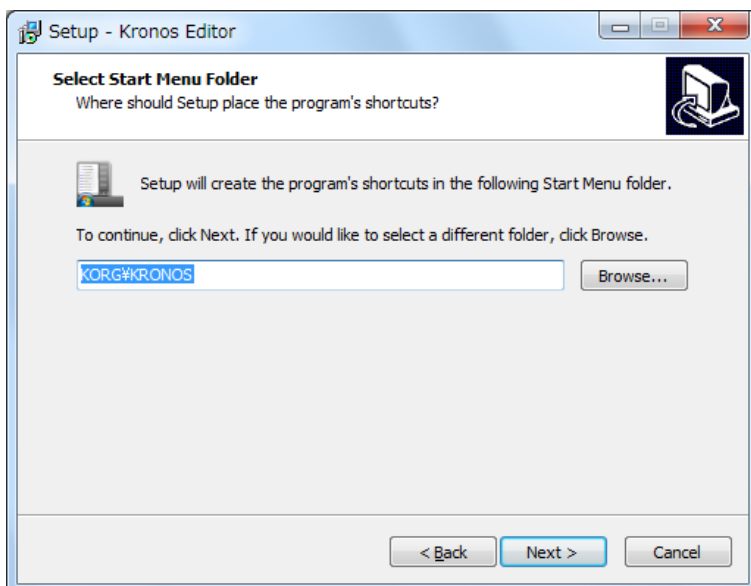 Setup - Kronos Editor
Select Start Menu Folder
Where should Setup place the program's shortcuts?
Setup will create the program's shortcuts in the following Start Menu folder.
To continue, click Next. If you would like to select a different folder, click Browse.
KORG¥KRONOS
Browse...
< Back
Next >
Cancel